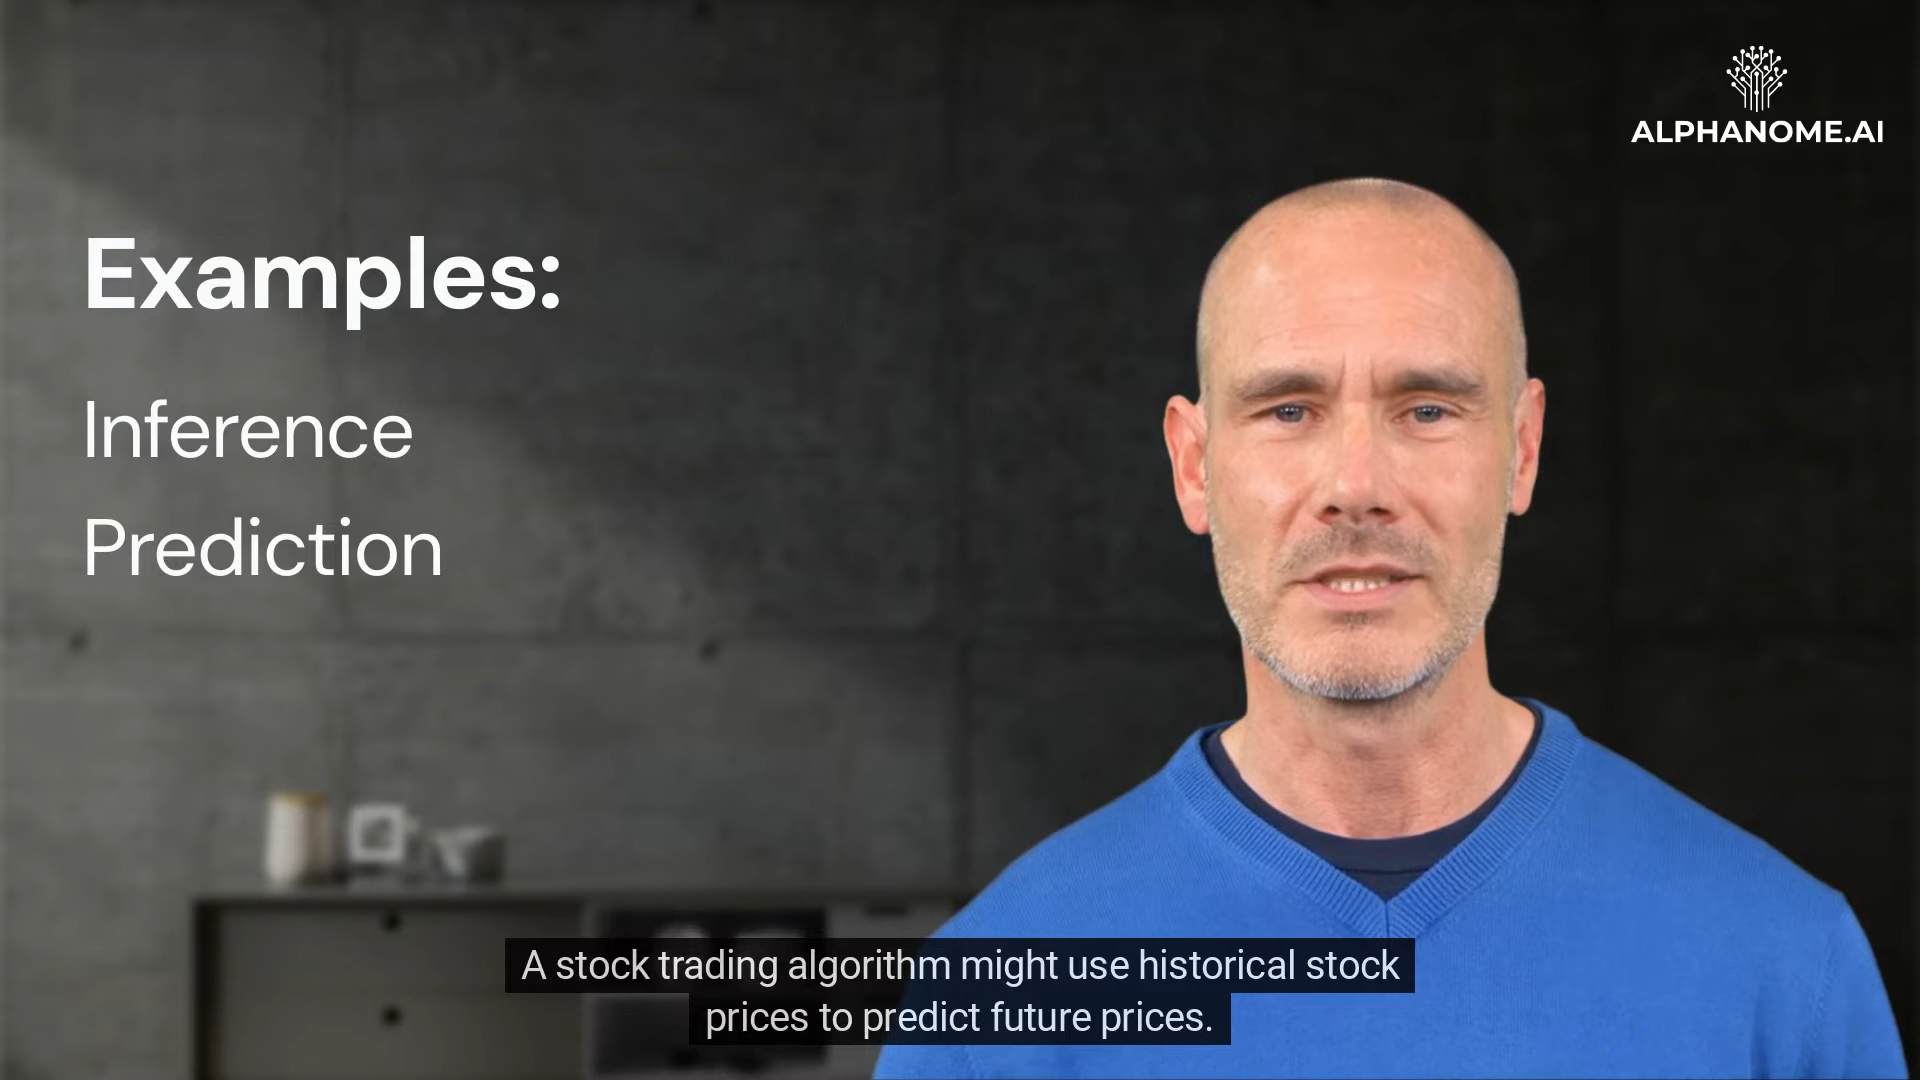 ALPHANOME.AI
Examples:
Inference
Prediction
A stock trading algorithm might use historical stock
prices to predict future prices.